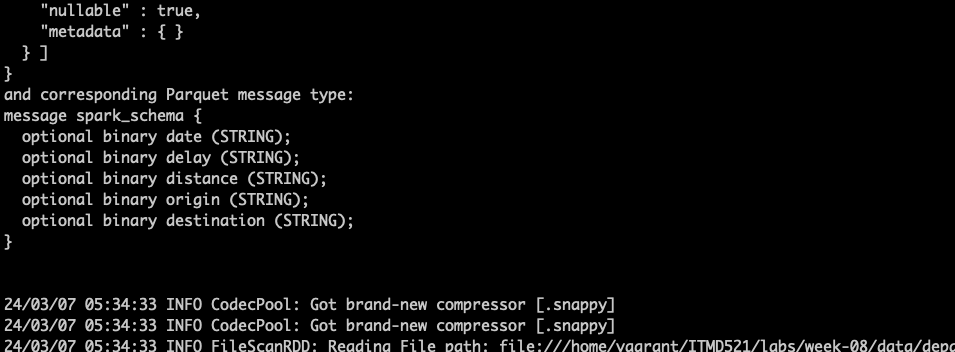 "nullable" : true,
"metadata" : { }
} ]
}
and corresponding Parquet message type:
message spark_schema {
optional binary date (STRING);
optional binary delay (STRING);
optional binary distance (STRING);
optional binary origin (STRING);
optional binary destination (STRING);
}
24/03/07 05:34:33 INFO CodecPool: Got brand-new compressor [.snappy]
24/03/07 05:34:33 INFO CodecPool: Got brand-new compressor [.snappy]
24/03/07 05:34:33 INFO FileScanRDD: Reading File path: file:///home/vagrant/ITMD521/labs/week-08/data/depa